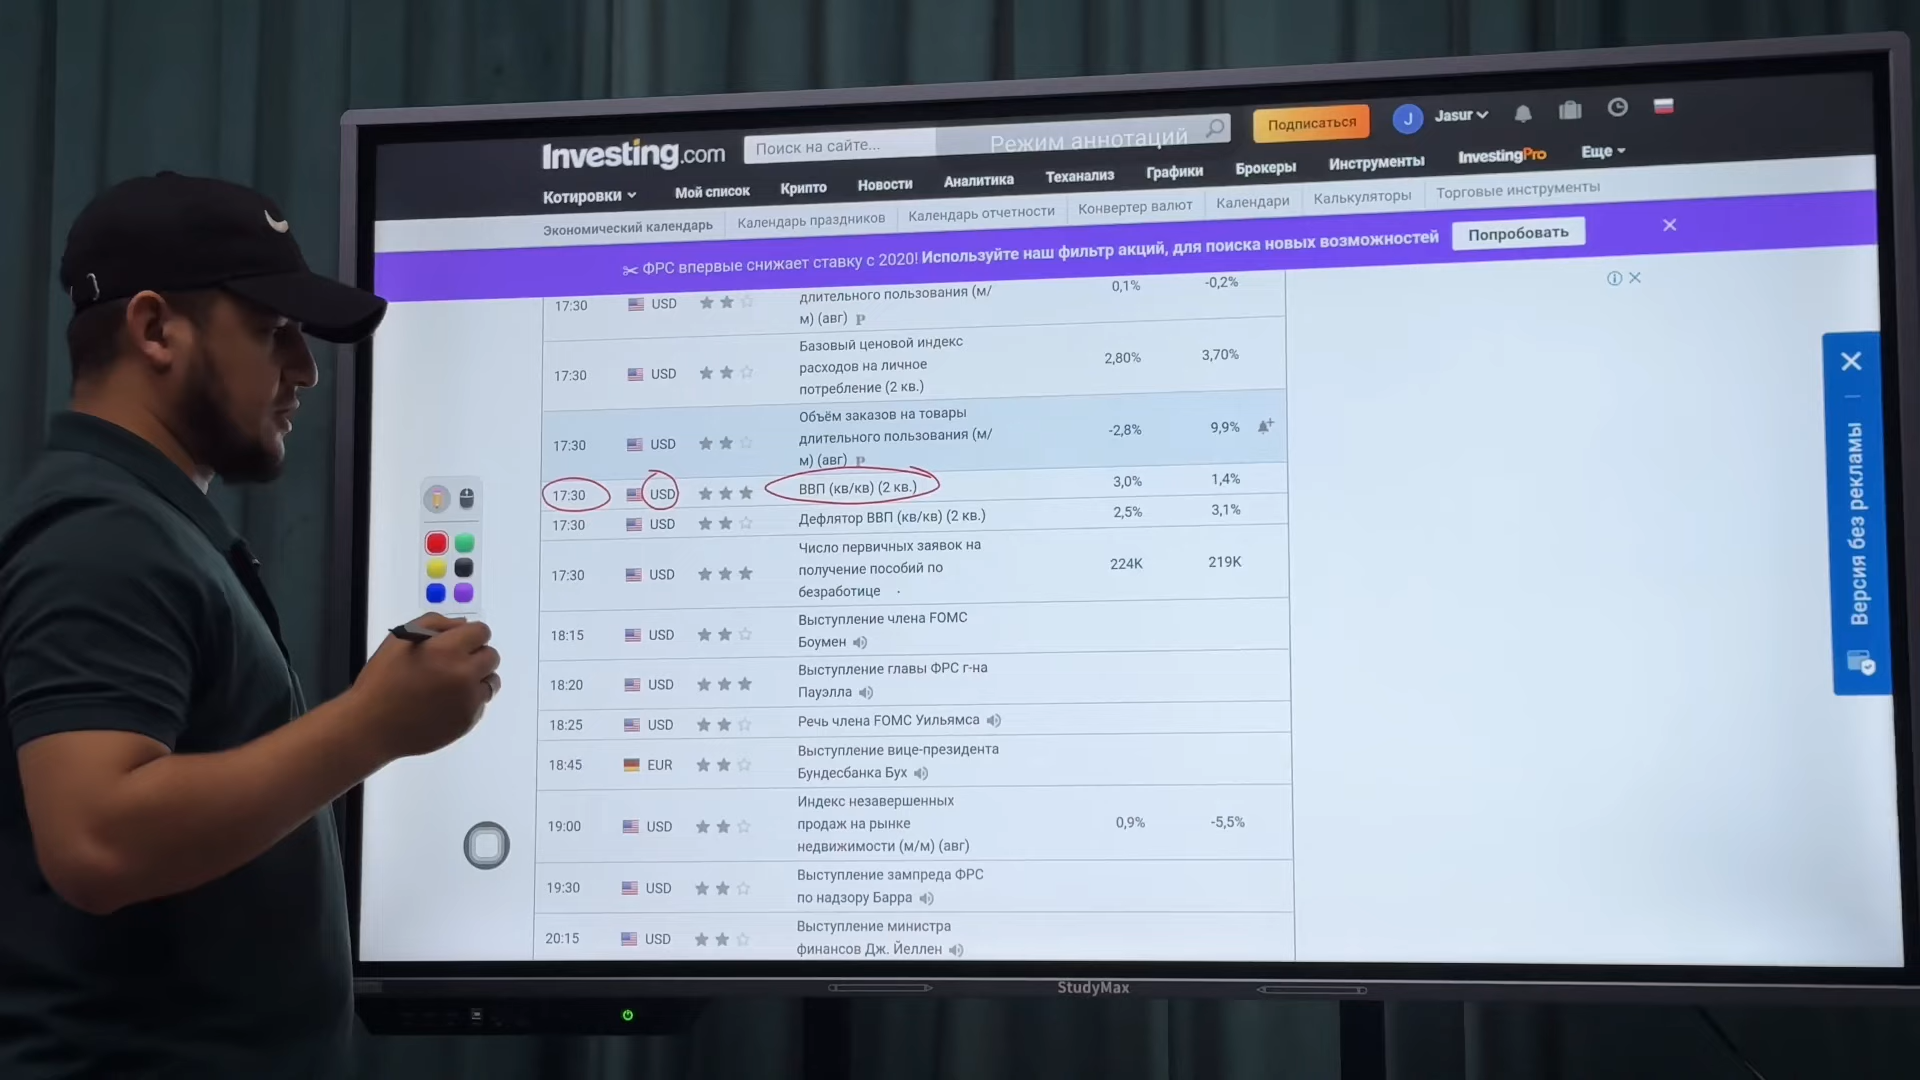 Investing.com
Поиск на сайте...
Режим аннотаций
Подписаться
J
Jasur
Котировки
Мой список
Крипто
Новости
Аналитика
Теханализ
Графики
Брокеры
Инструменты
InvestingPro
Еще
Экономический календарь
Календарь праздников
Календарь отчетности
Конвертер валют
Календари
Калькуляторы
Торговые инструменты
ФРС впервые снижает ставку с 2020! Используйте наш фильтр акций, для поиска новых возможностей
Попробовать
17:30 USD длительного пользования (м/ 0,1% -0,2%
м) (авг) P
Базовый ценовой индекс
17:30 USD расходов на личное 2,80% 3,70%
потребление (2 кв.)
Объём заказов на товары
17:30 USD длительного пользования (м/ -2,8% 9,9%
м) (авг) P
17:30 USD ВВП (кв/кв) (2 кв.) 3,0% 1,4%
17:30 USD Дефлятор ВВП (кв/кв) (2 кв.) 2,5% 3,1%
Число первичных заявок на
17:30 USD получение пособий по 224K 219K
безработице
18:15 USD Выступление члена FOMC
Боумен
18:20 USD Выступление главы ФРС г-на
Пауэлла
18:25 USD Речь члена FOMC Уильямса
18:45 EUR Выступление вице-президента
Бундесбанка Бух
Индекс незавершенных
19:00 USD продаж на рынке 0,9% -5,5%
недвижимости (м/м) (авг)
19:30 USD Выступление зампреда ФРС
по надзору Барра
20:15 USD Выступление министра
финансов Дж. Йеллен
Версия без рекламы
StudyMax